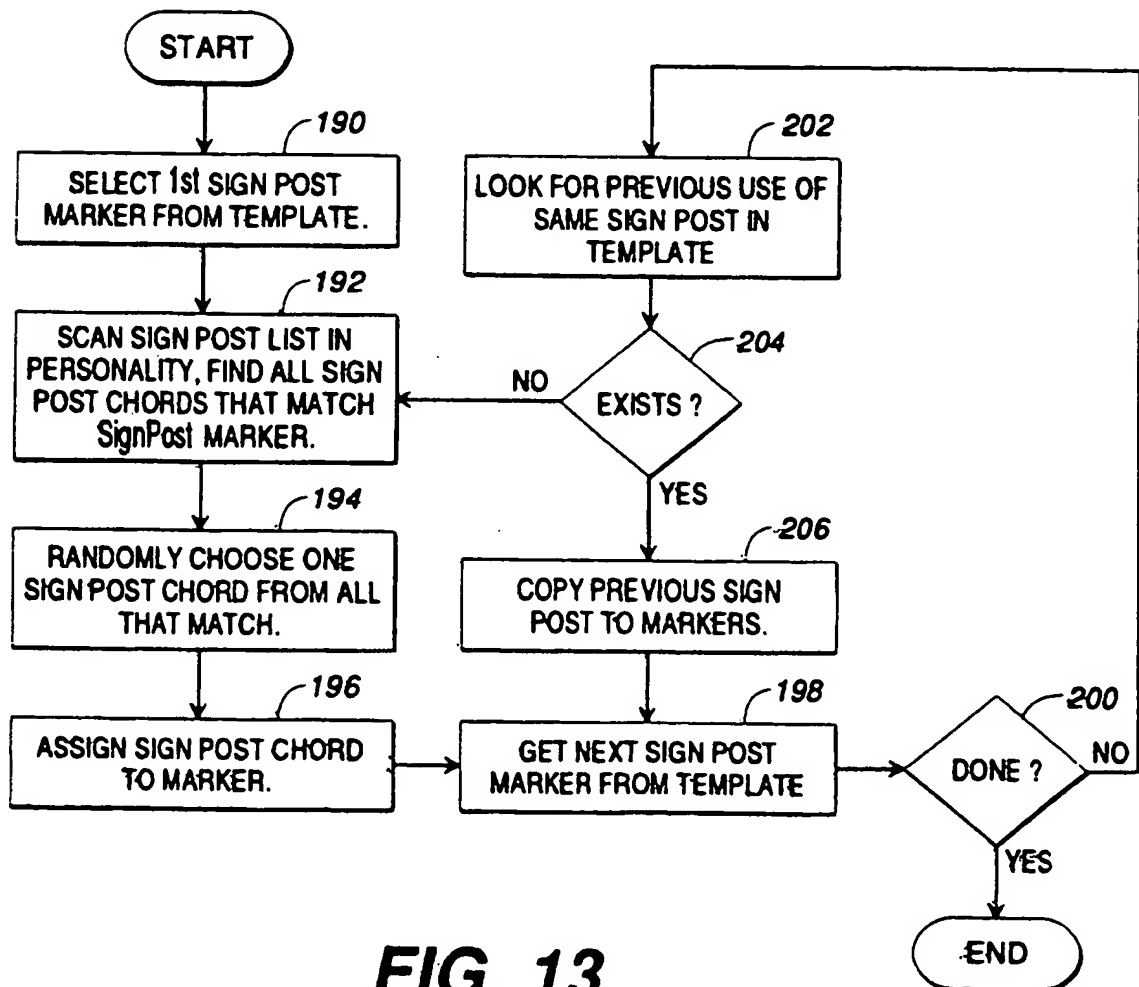 START
190
SELECT 1st SIGN POST
MARKER FROM TEMPLATE.
192
SCAN SIGN POST LIST IN
PERSONALITY, FIND ALL SIGN
POST CHORDS THAT MATCH
SignPost MARKER.
194
RANDOMLY CHOOSE ONE
SIGN POST CHORD FROM ALL
THAT MATCH.
196
ASSIGN SIGN POST CHORD
TO MARKER.
202
LOOK FOR PREVIOUS USE OF
SAME SIGN POST IN
TEMPLATE
204
EXISTS ?
NO
YES
206
COPY PREVIOUS SIGN
POST TO MARKERS.
198
GET NEXT SIGN POST
MARKER FROM TEMPLATE
200
DONE ?
NO
YES
END
FIG. 13